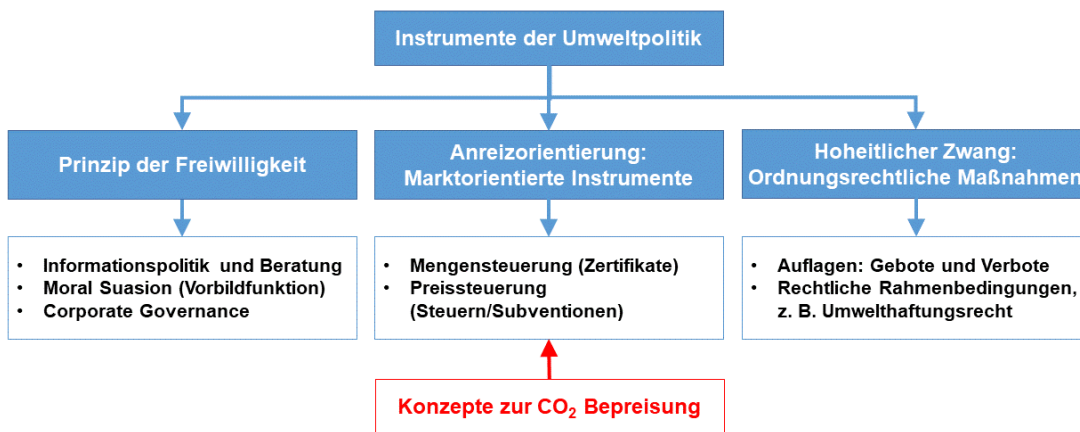 Instrumente der Umweltpolitik
Prinzip der Freiwilligkeit
Anreizorientierung:
Marktorientierte Instrumente
Hoheitlicher Zwang:
Ordnungsrechtliche Maßnahmen
• Informationspolitik und Beratung
• Moral Suasion (Vorbildfunktion)
• Corporate Governance
• Mengensteuerung (Zertifikate)
• Preissteuerung
(Steuern/Subventionen)
• Auflagen: Gebote und Verbote
• Rechtliche Rahmenbedingungen,
z. B. Umwelthaftungsrecht
Konzepte zur CO₂ Bepreisung